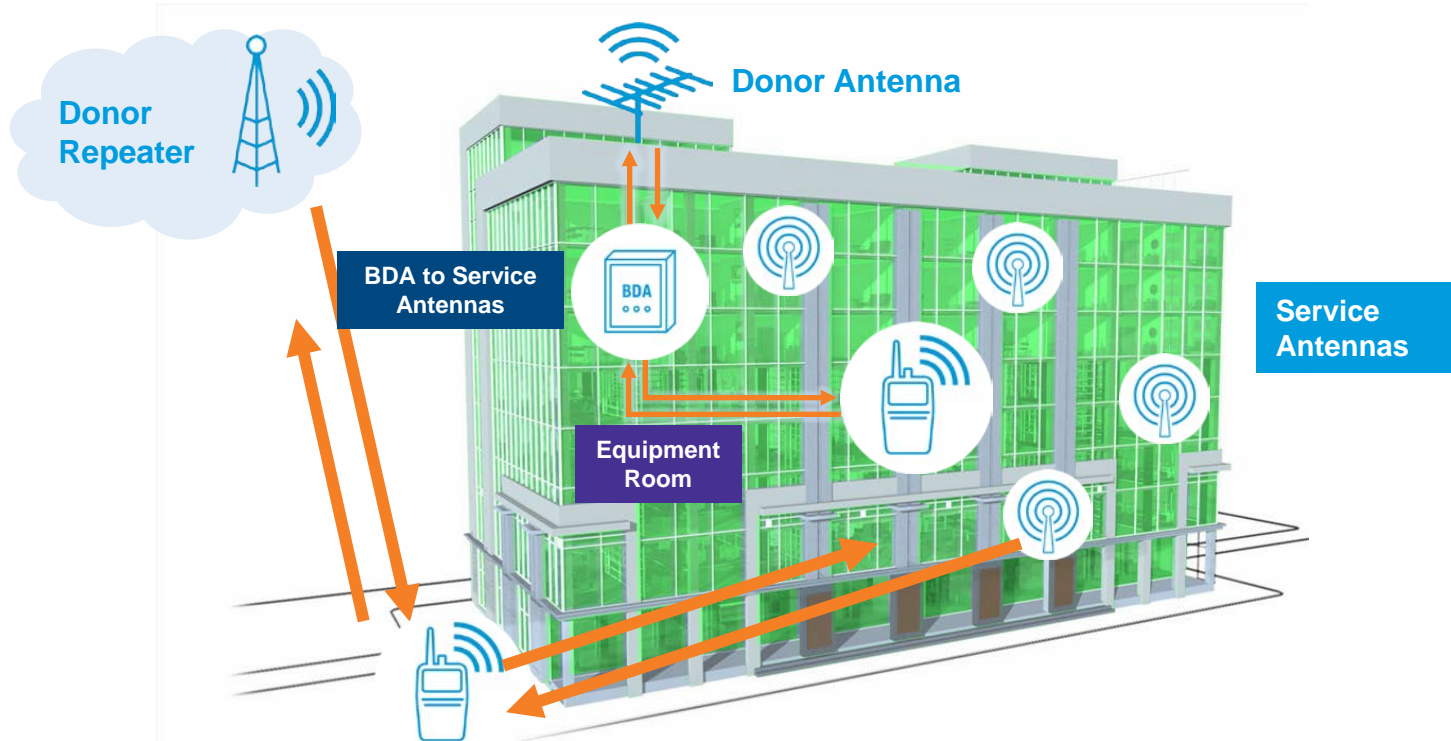 Donor
Repeater
Donor Antenna
BDA to Service
Antennas
BDA
Service
Antennas
Equipment
Room